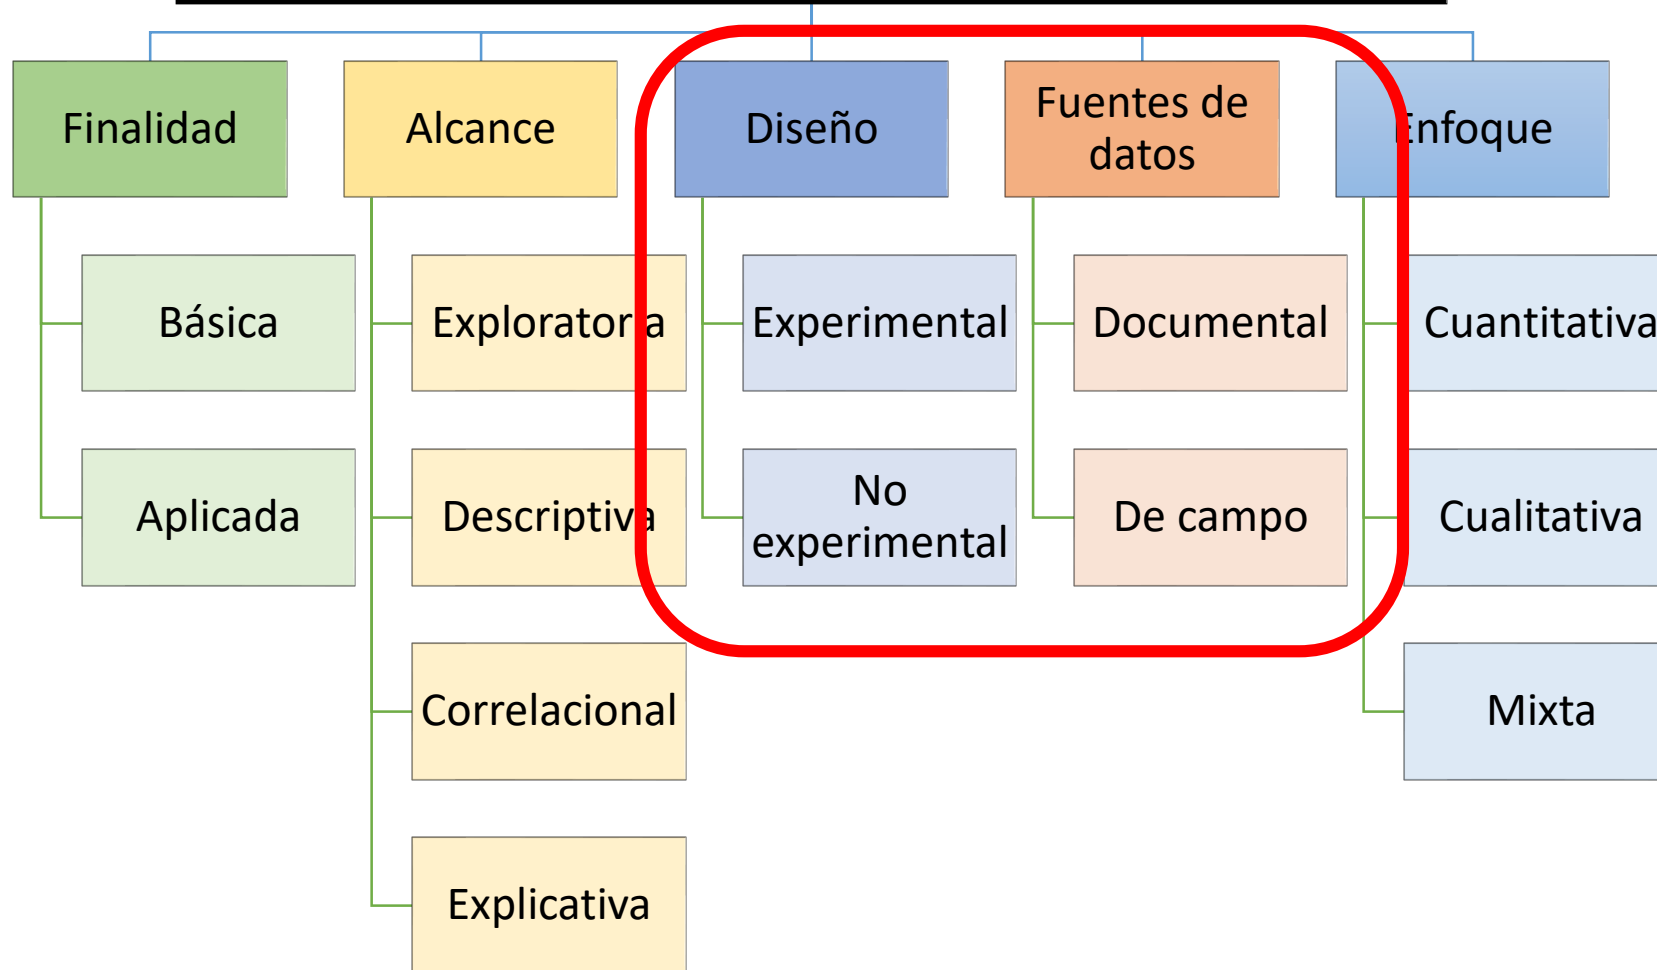 Finalidad
Alcance
Diseño
Fuentes de
datos
Enfoque
Básica
Exploratoria
Experimental
Documental
Cuantitativa
Aplicada
Descriptiva
No
experimental
De campo
Cualitativa
Correlacional
Mixta
Explicativa